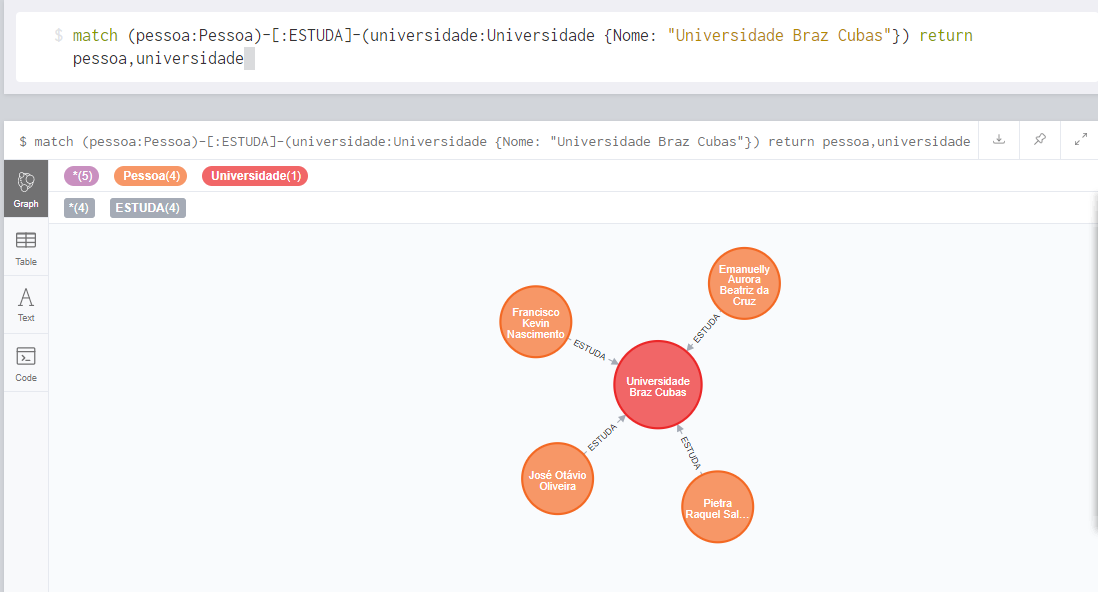 $ match (pessoa:Pessoa)-[:ESTUDA]-(universidade:Universidade {Nome: "Universidade Braz Cubas"}) return
pessoa,universidade
$ match (pessoa:Pessoa)-[:ESTUDA]-(universidade:Universidade {Nome: "Universidade Braz Cubas"}) return pessoa,universidade
*(5) Pessoa(4) Universidade(1)
*(4) ESTUDA(4)
Graph
Table
Text
Code
Emanuelly
Aurora
Beatriz da
Cruz
Francisco
Kevin
Nascimento
ESTUDA
ESTUDA
Universidade
Braz Cubas
ESTUDA
ESTUDA
José Otávio
Oliveira
Pietra
Raquel Sal...